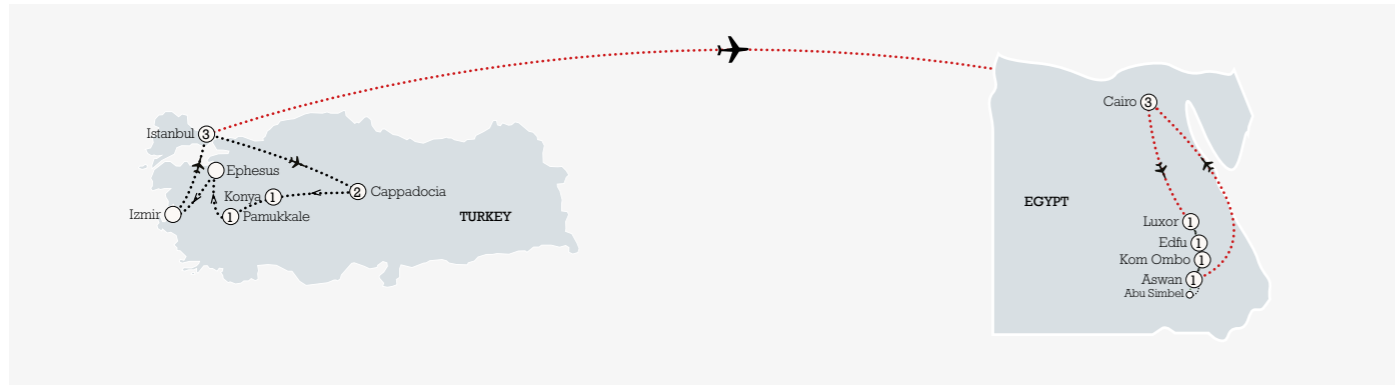 Istanbul 3
Ephesus
Konya 1
Cappadocia 2
Izmir
1 Pamukkale
TURKEY
Cairo 3
EGYPT
Luxor 1
Edfu 1
Kom Ombo 1
Aswan 1
Abu Simbel